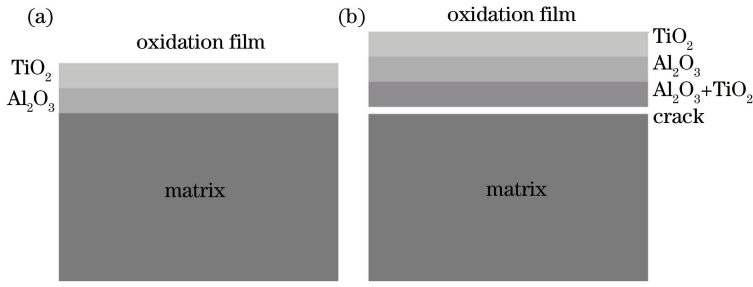 (a)
oxidation film
TiO₂
Al₂O₃
matrix
(b)
oxidation film
TiO₂
Al₂O₃
Al₂O₃+TiO₂
crack
matrix